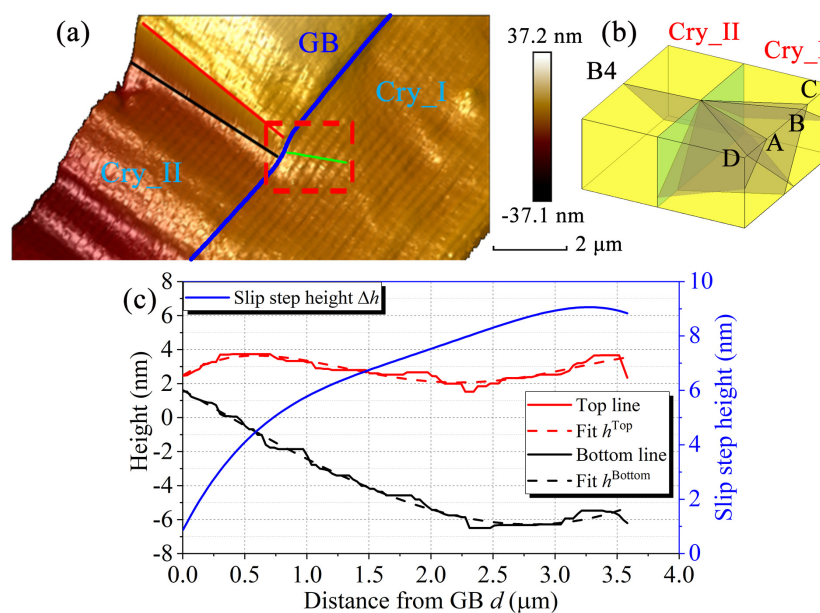 (a)
GB
Cry_I
Cry_II
37.2 nm
-37.1 nm
2 μm
(b)
Cry_II
Cry_I
B4
C
B
A
D
(c)
Slip step height Δh
Top line
Fit h^Top
Bottom line
Fit h^Bottom
Height (nm)
8
6
4
2
0
-2
-4
-6
-8
Slip step height (nm)
10
8
6
4
2
0
0.0 0.5 1.0 1.5 2.0 2.5 3.0 3.5 4.0
Distance from GB d (μm)